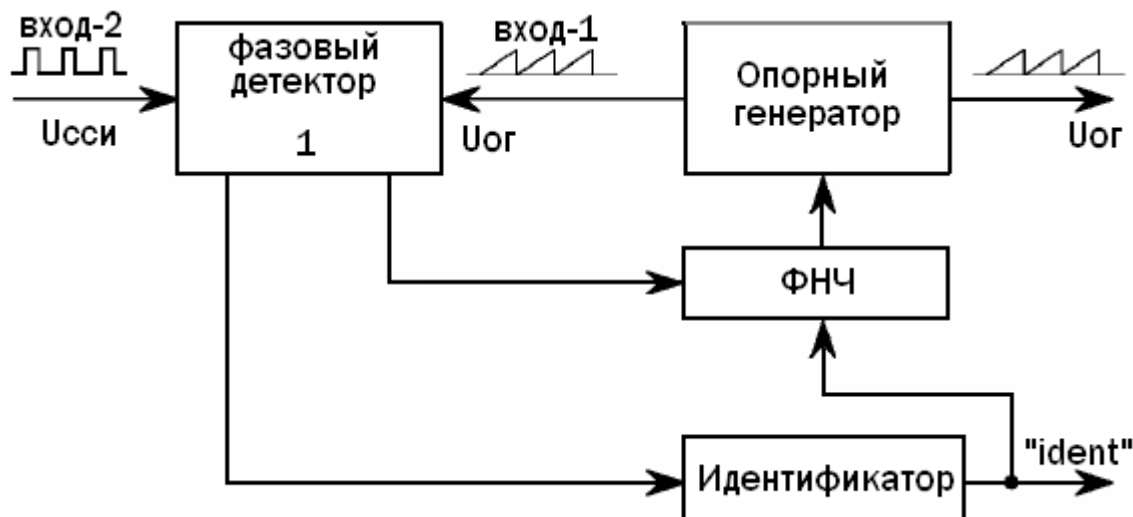 вход-2
Uсси
фазовый
детектор
1
вход-1
Uог
Опорный
генератор
Uог
ФНЧ
Идентификатор
"ident"